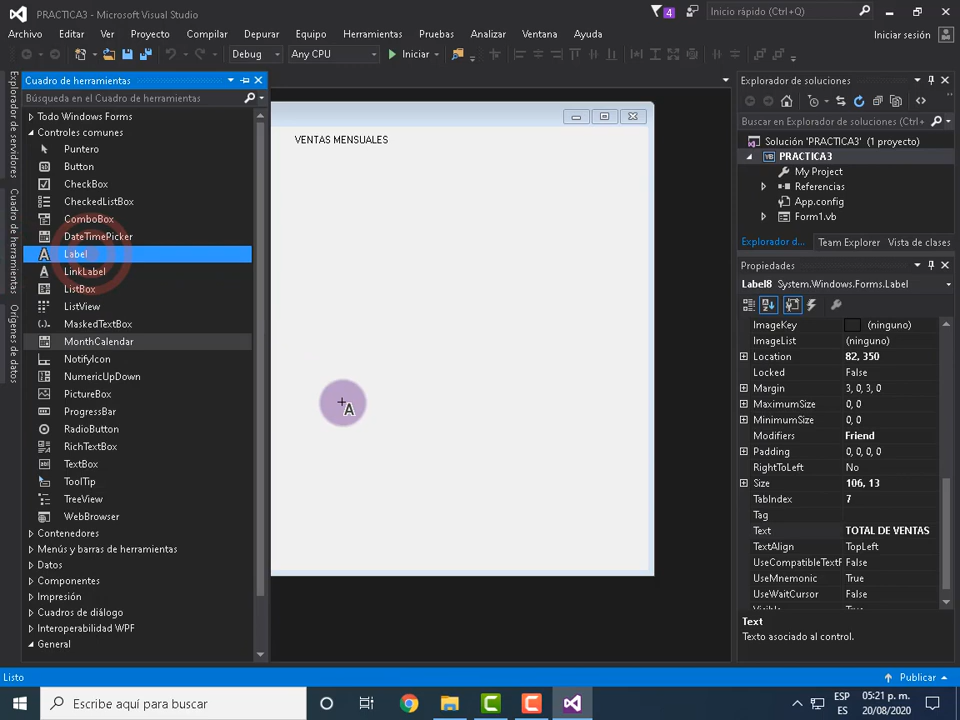 PRACTICA3 - Microsoft Visual Studio
4
Inicio rápido (Ctrl+Q)
Archivo Editar Ver Proyecto Compilar Depurar Equipo Herramientas Pruebas Analizar Ventana Ayuda
Iniciar sesión
Debug Any CPU Iniciar
Explorador de servidores
Cuadro de herramientas
Orígenes de datos
Cuadro de herramientas
Búsqueda en el Cuadro de herramientas
Todo Windows Forms
Controles comunes
Puntero
Button
CheckBox
CheckedListBox
ComboBox
DateTimePicker
Label
LinkLabel
ListBox
ListView
MaskedTextBox
MonthCalendar
NotifyIcon
NumericUpDown
PictureBox
ProgressBar
RadioButton
RichTextBox
TextBox
ToolTip
TreeView
WebBrowser
Contenedores
Menús y barras de herramientas
Datos
Componentes
Impresión
Cuadros de diálogo
Interoperabilidad WPF
General
VENTAS MENSUALES
Explorador de soluciones
Buscar en Explorador de soluciones (Ctrl+
Solución 'PRACTICA3' (1 proyecto)
PRACTICA3
My Project
Referencias
App.config
Form1.vb
Explorador d... Team Explorer Vista de clases
Propiedades
Label8 System.Windows.Forms.Label
ImageKey (ninguno)
ImageList (ninguno)
Location 82, 350
Locked False
Margin 3, 0, 3, 0
MaximumSize 0, 0
MinimumSize 0, 0
Modifiers Friend
Padding 0, 0, 0, 0
RightToLeft No
Size 106, 13
TabIndex 7
Tag
Text TOTAL DE VENTAS
TextAlign TopLeft
UseCompatibleTextF False
UseMnemonic True
UseWaitCursor False
Visible True
Text
Texto asociado al control.
Listo
Publicar
Escribe aquí para buscar
ESP 05:21 p. m.
ES 20/08/2020